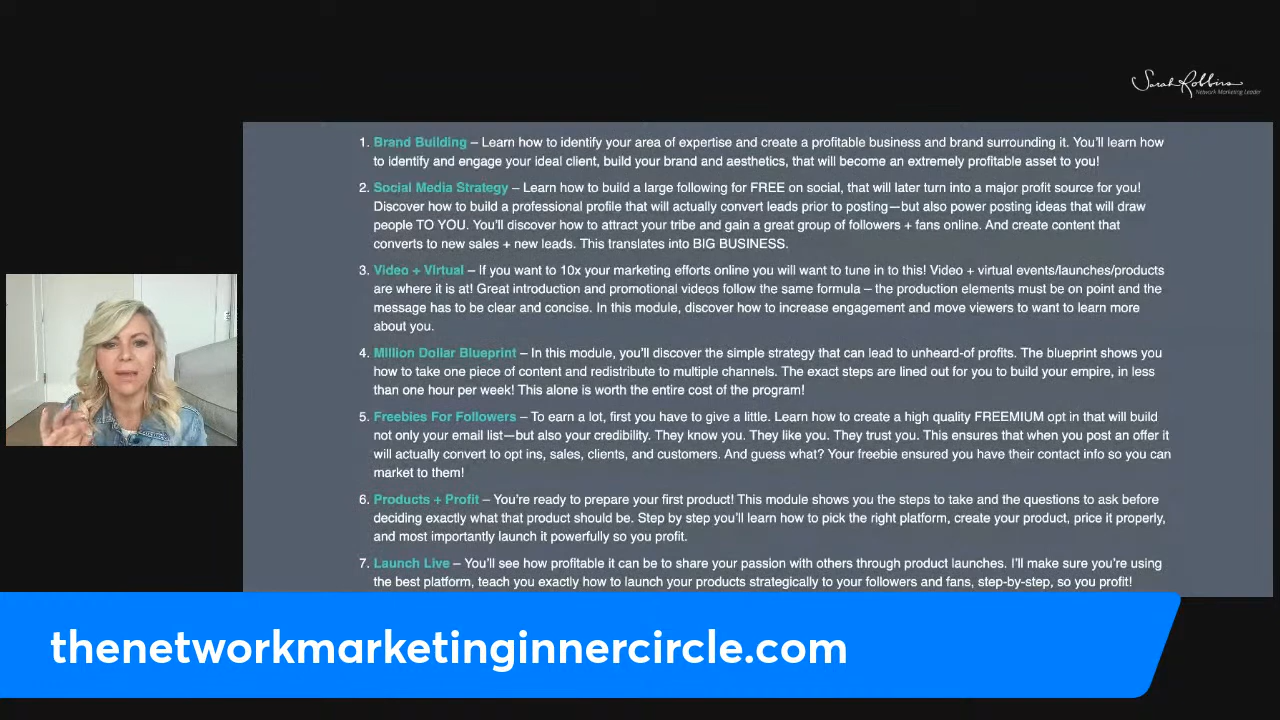 Sarah Robbins
Network Marketing Leader
1. Brand Building – Learn how to identify your area of expertise and create a profitable business and brand surrounding it. You'll learn how
to identify and engage your ideal client, build your brand and aesthetics, that will become an extremely profitable asset to you!
2. Social Media Strategy – Learn how to build a large following for FREE on social, that will later turn into a major profit source for you!
Discover how to build a professional profile that will actually convert leads prior to posting—but also power posting ideas that will draw
people TO YOU. You'll discover how to attract your tribe and gain a great group of followers + fans online. And create content that
converts to new sales + new leads. This translates into BIG BUSINESS.
3. Video + Virtual – If you want to 10x your marketing efforts online you will want to tune in to this! Video + virtual events/launches/products
are where it is at! Great introduction and promotional videos follow the same formula – the production elements must be on point and the
message has to be clear and concise. In this module, discover how to increase engagement and move viewers to want to learn more
about you.
4. Million Dollar Blueprint – In this module, you'll discover the simple strategy that can lead to unheard-of profits. The blueprint shows you
how to take one piece of content and redistribute to multiple channels. The exact steps are lined out for you to build your empire, in less
than one hour per week! This alone is worth the entire cost of the program!
5. Freebies For Followers – To earn a lot, first you have to give a little. Learn how to create a high quality FREEMIUM opt in that will build
not only your email list—but also your credibility. They know you. They like you. They trust you. This ensures that when you post an offer it
will actually convert to opt ins, sales, clients, and customers. And guess what? Your freebie ensured you have their contact info so you can
market to them!
6. Products + Profit – You're ready to prepare your first product! This module shows you the steps to take and the questions to ask before
deciding exactly what that product should be. Step by step you'll learn how to pick the right platform, create your product, price it properly,
and most importantly launch it powerfully so you profit.
7. Launch Live – You'll see how profitable it can be to share your passion with others through product launches. I'll make sure you're using
the best platform, teach you exactly how to launch your products strategically to your followers and fans, step-by-step, so you profit!
thenetworkmarketinginnercircle.com